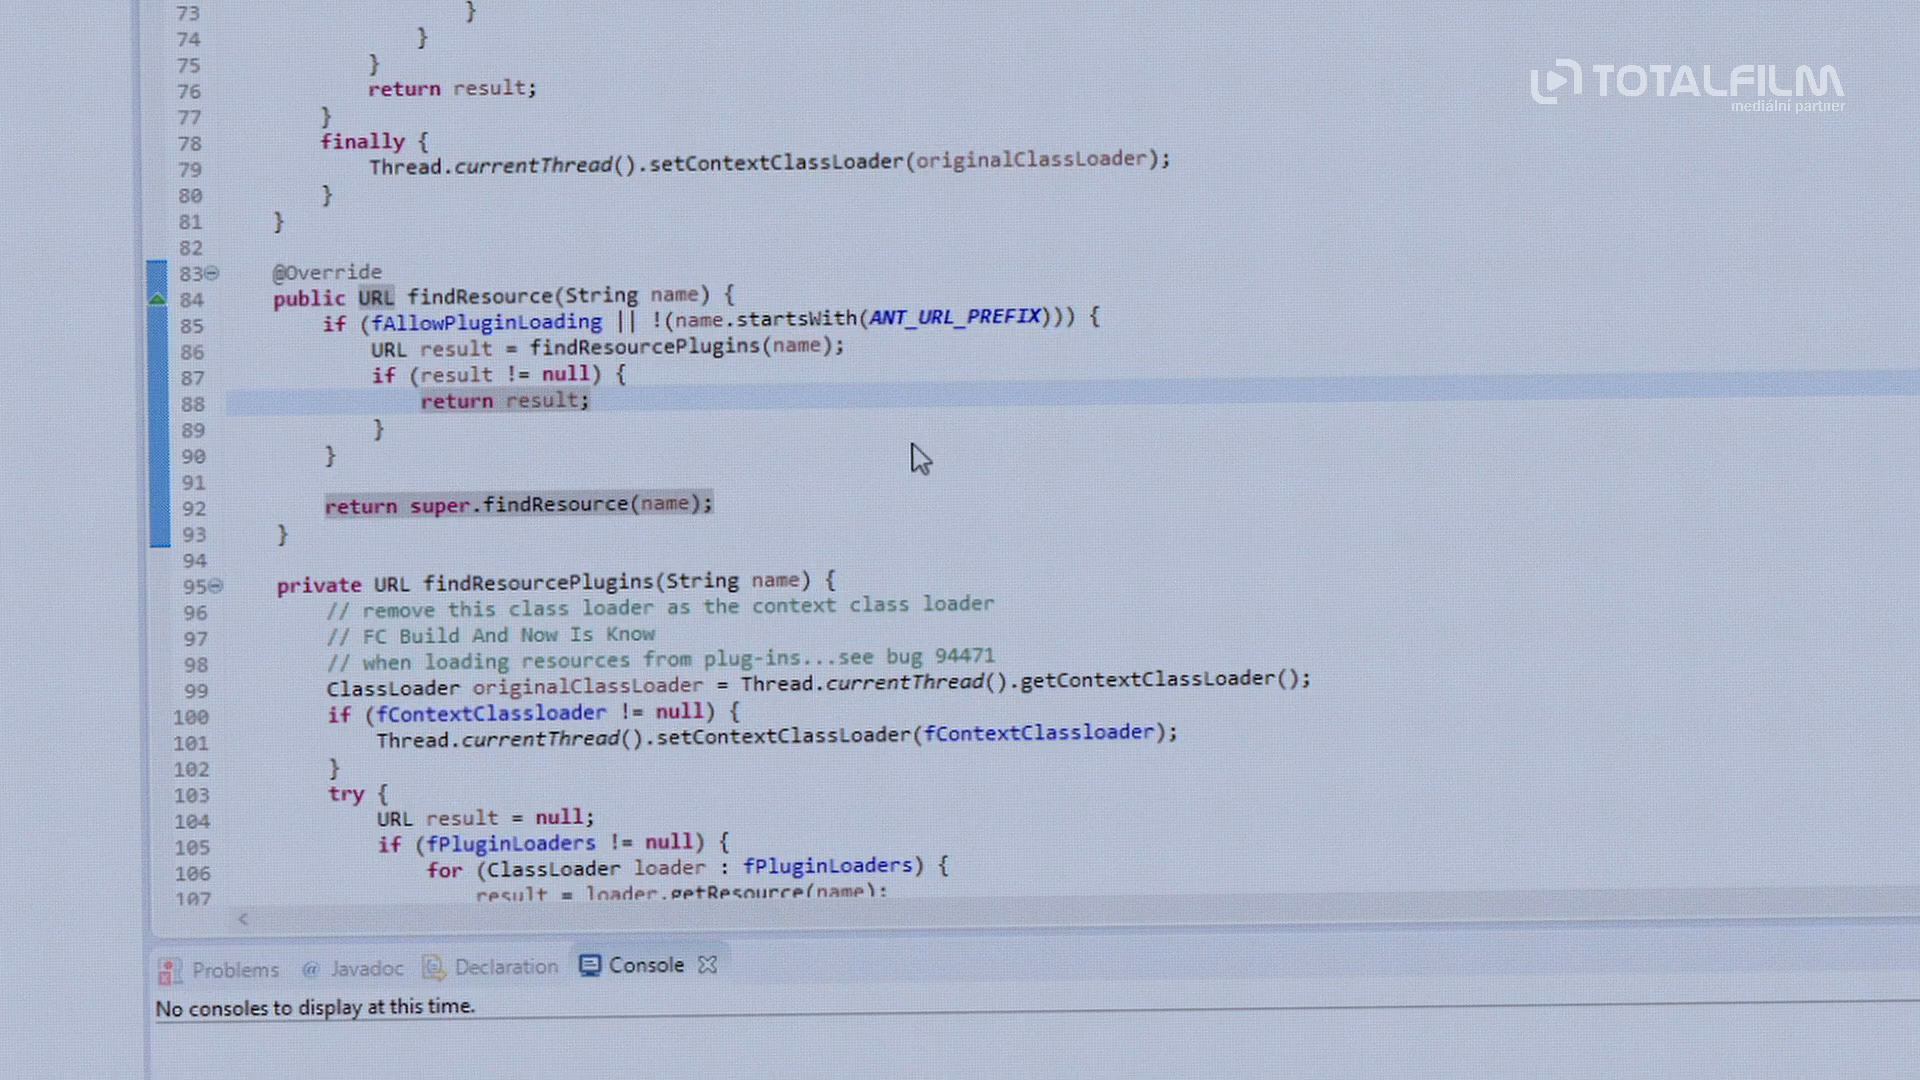 73 }
74 }
75 }
76 return result;
77 }
78 finally {
79 Thread.currentThread().setContextClassLoader(originalClassLoader);
80 }
81 }
82
83 @Override
84 public URL findResource(String name) {
85 if (fAllowPluginLoading || !(name.startsWith(ANT_URL_PREFIX))) {
86 URL result = findResourcePlugins(name);
87 if (result != null) {
88 return result;
89 }
90 }
91
92 return super.findResource(name);
93 }
94
95 private URL findResourcePlugins(String name) {
96 // remove this class loader as the context class loader
97 // FC Build And Now Is Know
98 // when loading resources from plug-ins...see bug 94471
99 ClassLoader originalClassLoader = Thread.currentThread().getContextClassLoader();
100 if (fContextClassloader != null) {
101 Thread.currentThread().setContextClassLoader(fContextClassloader);
102 }
103 try {
104 URL result = null;
105 if (fPluginLoaders != null) {
106 for (ClassLoader loader : fPluginLoaders) {
107 result = loader.getResource(name);
Problems @ Javadoc Declaration Console
No consoles to display at this time.
TOTALFILM
mediální partner